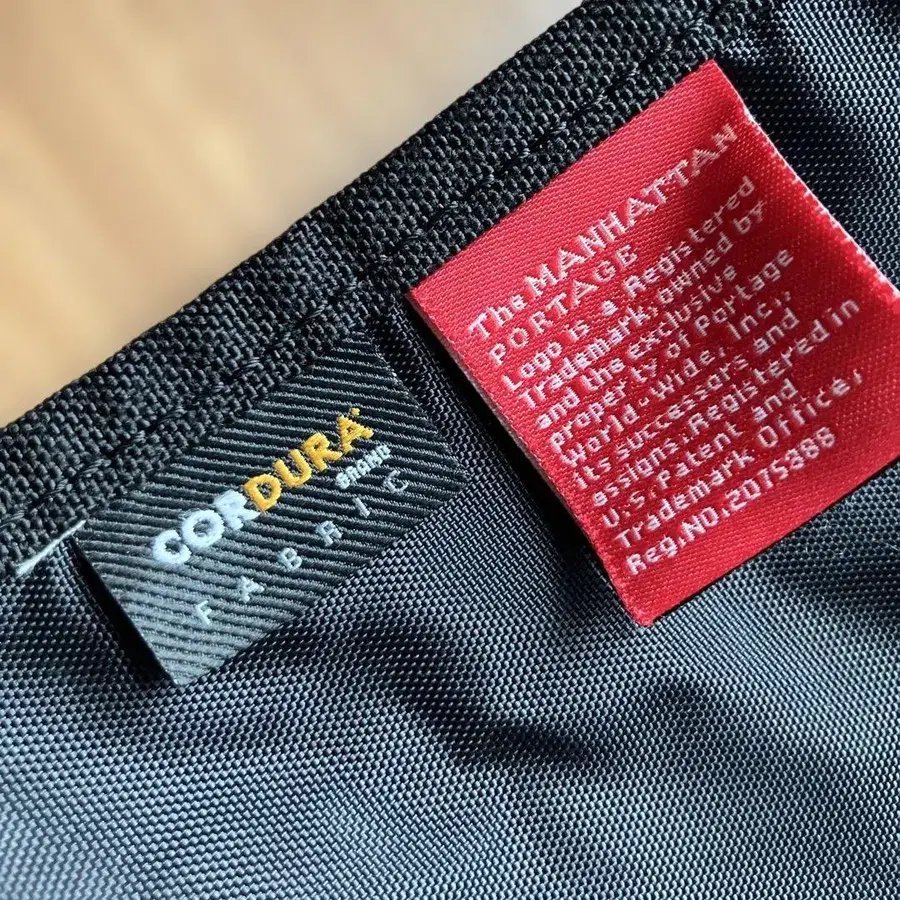 CORDURA
BRAND
FABRIC
The MANHATTAN
PORTAGE
Logo is a Registered
Trademark, owned by
and the exclusive
property of Portage
World-Wide, Inc.,
its successors and
assigns. Registered in
U.S. Patent and
Trademark Office,
Reg. NO. 2075888